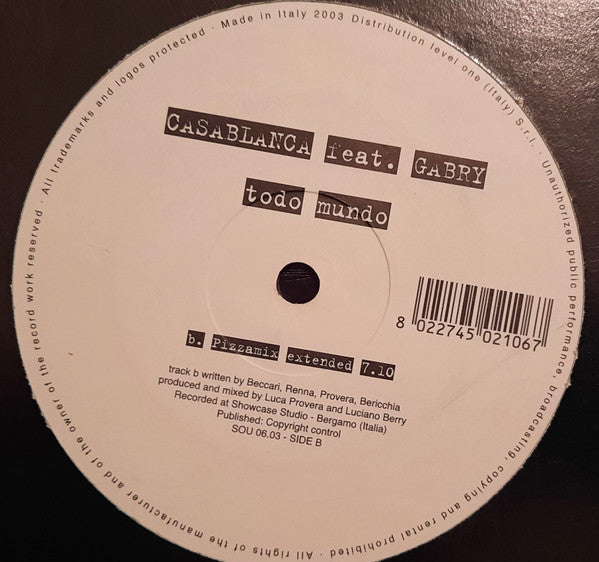 All trademarks and logos protected · Made in Italy 2003 Distribution level one (Italy) S.r.l. · Unauthorized public performance, broadcasting, copying and rental prohibited · All rights of the manufacturer and of the owner of the record work reserved ·
CASABLANCA feat. GABRY
todo mundo
8 022745 021067
b. Pizzamix extended 7.10
track b written by Beccari, Renna, Provera, Bericchia
produced and mixed by Luca Provera and Luciano Berry
Recorded at Showcase Studio - Bergamo (Italia)
Published: Copyright control
SOU 06.03 - SIDE B